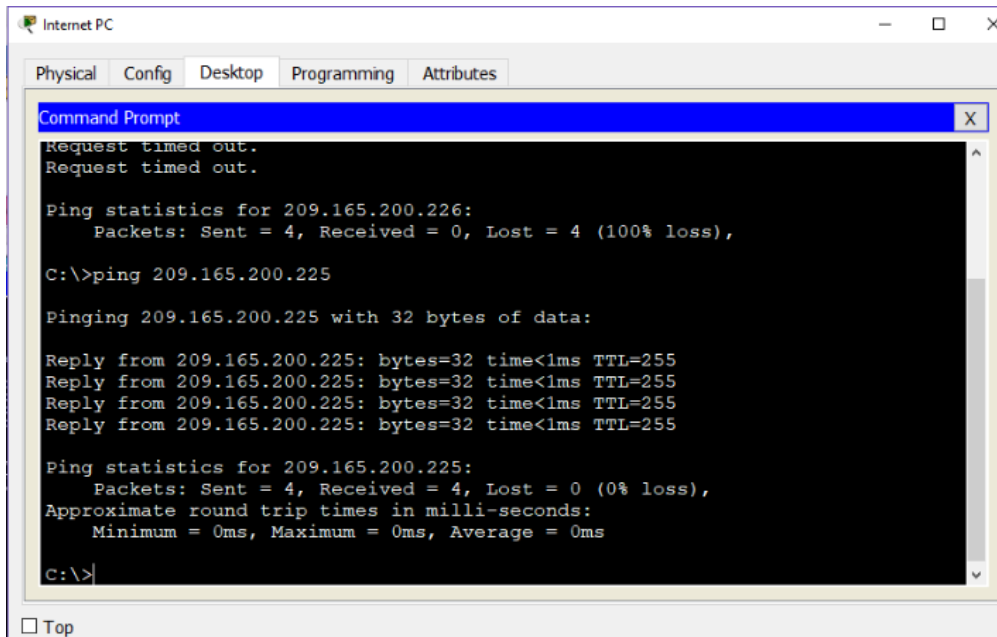 Internet PC
Physical Config Desktop Programming Attributes
Command Prompt
X
Request timed out.
Request timed out.
Ping statistics for 209.165.200.226:
Packets: Sent = 4, Received = 0, Lost = 4 (100% loss),
C:\>ping 209.165.200.225
Pinging 209.165.200.225 with 32 bytes of data:
Reply from 209.165.200.225: bytes=32 time<1ms TTL=255
Reply from 209.165.200.225: bytes=32 time<1ms TTL=255
Reply from 209.165.200.225: bytes=32 time<1ms TTL=255
Reply from 209.165.200.225: bytes=32 time<1ms TTL=255
Ping statistics for 209.165.200.225:
Packets: Sent = 4, Received = 4, Lost = 0 (0% loss),
Approximate round trip times in milli-seconds:
Minimum = 0ms, Maximum = 0ms, Average = 0ms
C:\>
Top